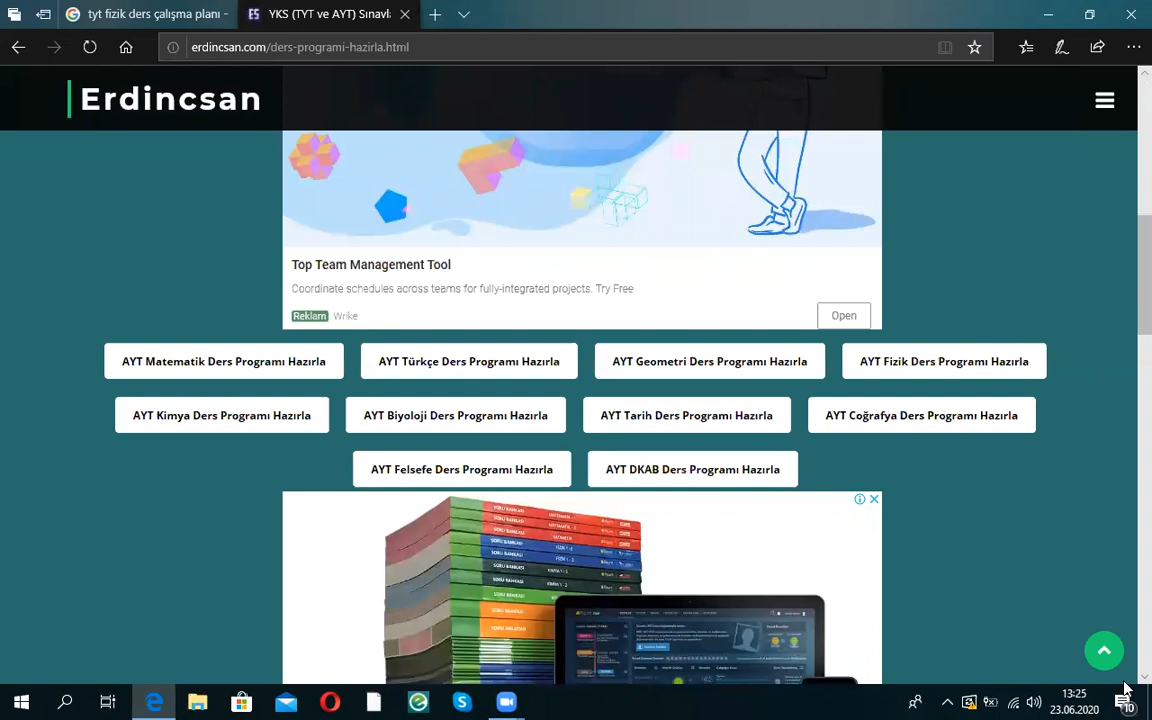 tyt fizik ders çalışma planı -
ES YKS (TYT ve AYT) Sınavla
erdincsan.com/ders-programi-hazirla.html
Erdincsan
Top Team Management Tool
Coordinate schedules across teams for fully-integrated projects. Try Free
Reklam Wrike
Open
AYT Matematik Ders Programı Hazırla
AYT Türkçe Ders Programı Hazırla
AYT Geometri Ders Programı Hazırla
AYT Fizik Ders Programı Hazırla
AYT Kimya Ders Programı Hazırla
AYT Biyoloji Ders Programı Hazırla
AYT Tarih Ders Programı Hazırla
AYT Coğrafya Ders Programı Hazırla
AYT Felsefe Ders Programı Hazırla
AYT DKAB Ders Programı Hazırla
13:25
23.06.2020
10